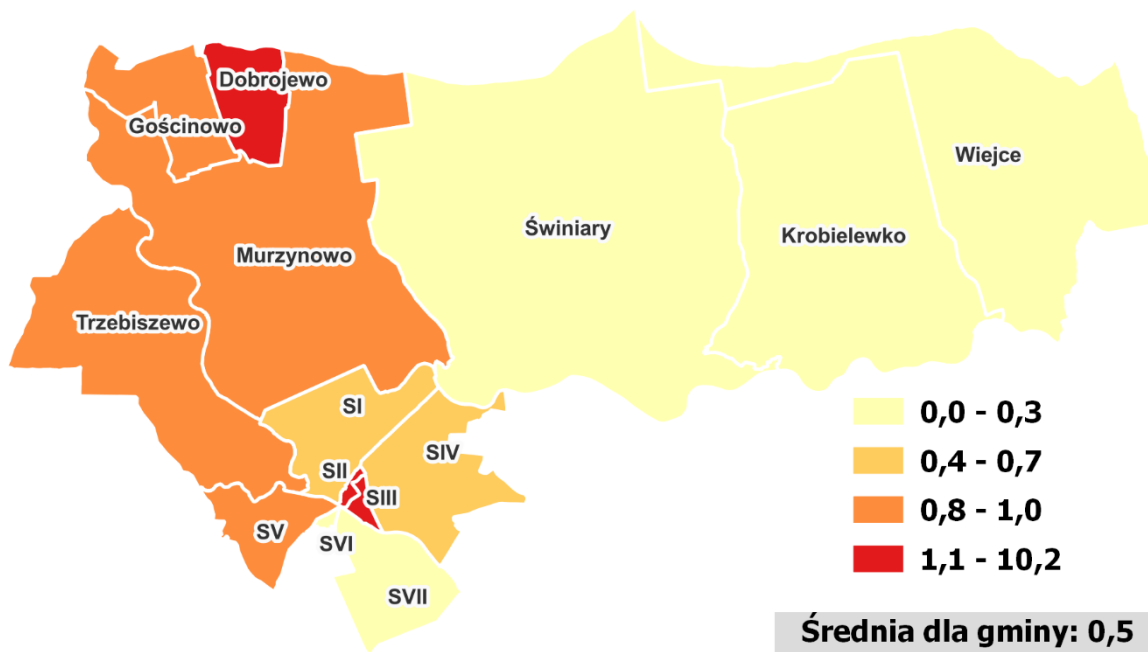 Dobrojewo
Gościnowo
Wiejce
Świniary
Krobielewko
Murzynowo
Trzebiszewo
SI
SIV
SII
SIII
SV
SVI
SVII
0,0 - 0,3
0,4 - 0,7
0,8 - 1,0
1,1 - 10,2
Średnia dla gminy: 0,5